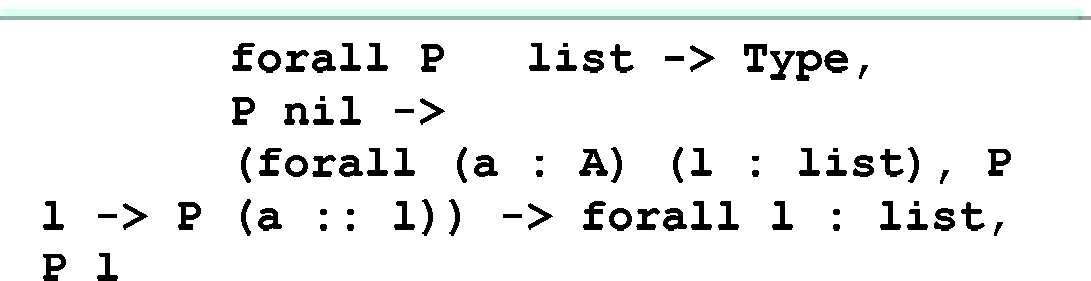 forall P list -> Type,
P nil ->
(forall (a : A) (l : list), P
l -> P (a :: l)) -> forall l : list,
P l